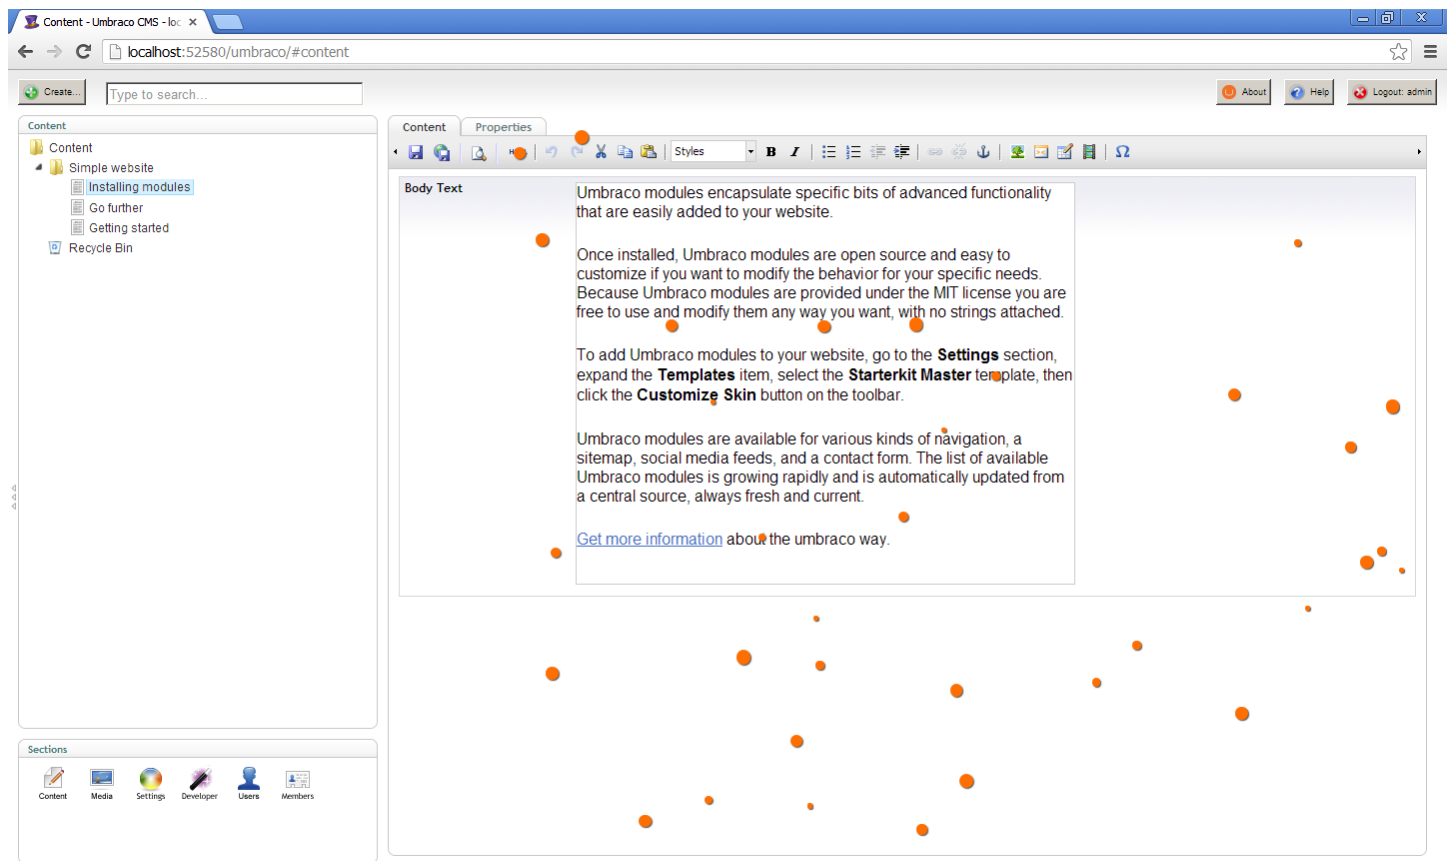 Content - Umbraco CMS - loc
localhost:52580/umbraco/#content
Create...
Type to search...
About
Help
Logout: admin
Content
Content
Simple website
Installing modules
Go further
Getting started
Recycle Bin
Content
Properties
Styles
B
I
Ω
Body Text
Umbraco modules encapsulate specific bits of advanced functionality
that are easily added to your website.
Once installed, Umbraco modules are open source and easy to
customize if you want to modify the behavior for your specific needs.
Because Umbraco modules are provided under the MIT license you are
free to use and modify them any way you want, with no strings attached.
To add Umbraco modules to your website, go to the Settings section,
expand the Templates item, select the Starterkit Master template, then
click the Customize Skin button on the toolbar.
Umbraco modules are available for various kinds of navigation, a
sitemap, social media feeds, and a contact form. The list of available
Umbraco modules is growing rapidly and is automatically updated from
a central source, always fresh and current.
Get more information about the umbraco way.
Sections
Content
Media
Settings
Developer
Users
Members